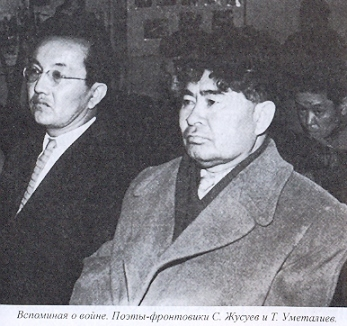 Вспоминая о войне. Поэты-фронтовики С. Жусуев и Т. Уметалиев.